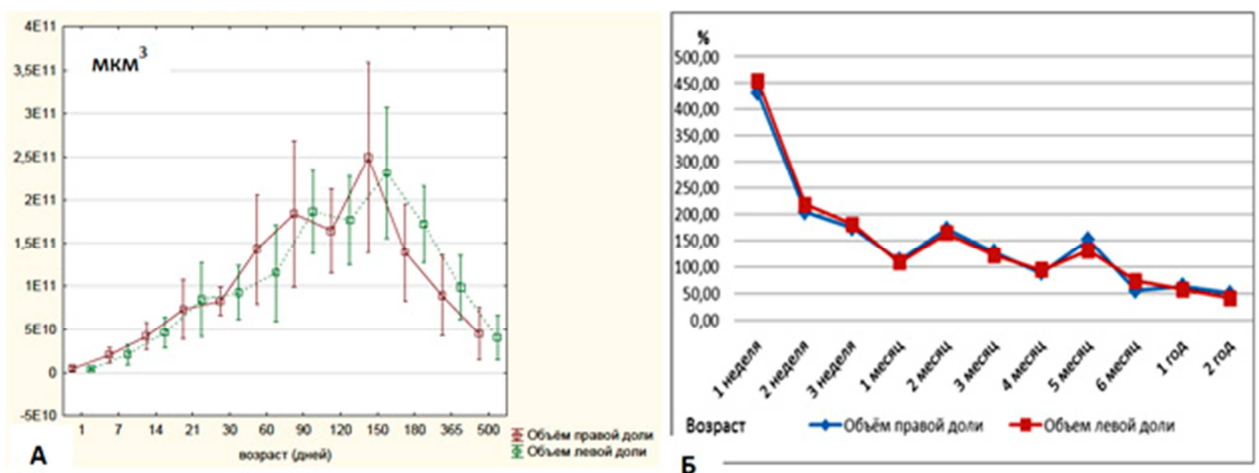 4E11
3,5E11
3E11
2,5E11
2E11
1,5E11
1E11
5E10
0
-5E10
мкм3
1 7 14 21 30 60 90 120 150 180 365 500
возраст (дней)
Объём правой доли
Объем левой доли
А
%
500,00
450,00
400,00
350,00
300,00
250,00
200,00
150,00
100,00
50,00
0,00
1 неделя
2 неделя
3 неделя
1 месяц
2 месяц
3 месяц
4 месяц
5 месяц
6 месяц
1 год
2 год
Возраст
Объём правой доли
Объем левой доли
Б